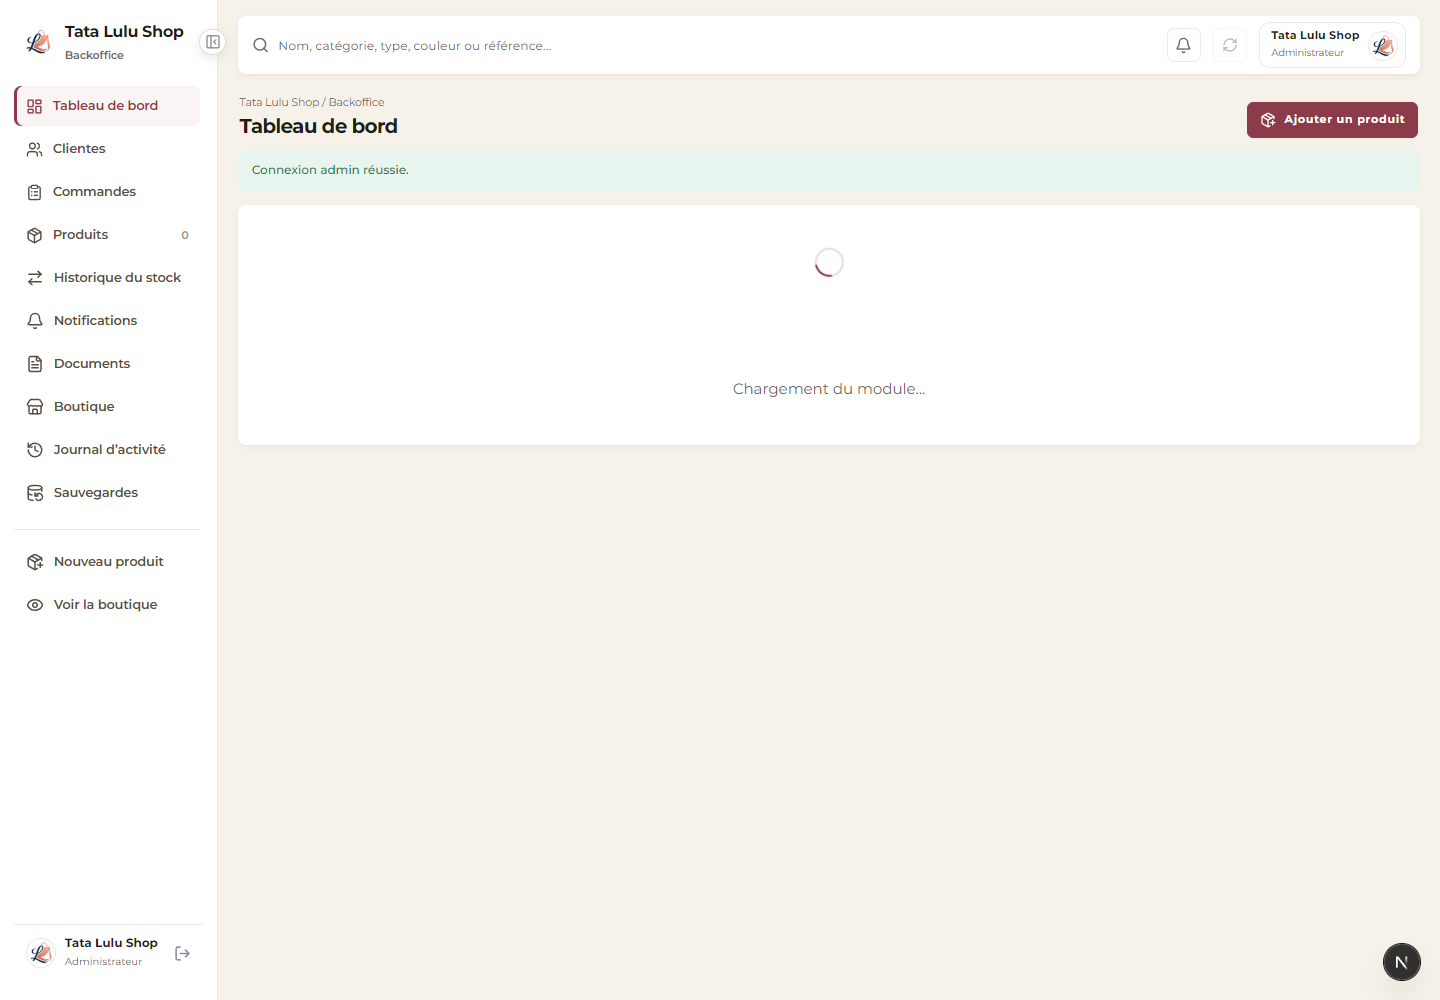 Tata Lulu Shop
Backoffice
Tableau de bord
Clientes
Commandes
Produits 0
Historique du stock
Notifications
Documents
Boutique
Journal d’activité
Sauvegardes
Nouveau produit
Voir la boutique
Tata Lulu Shop
Administrateur
Nom, catégorie, type, couleur ou référence...
Tata Lulu Shop
Administrateur
Tata Lulu Shop / Backoffice
Tableau de bord
Ajouter un produit
Connexion admin réussie.
Chargement du module...
N